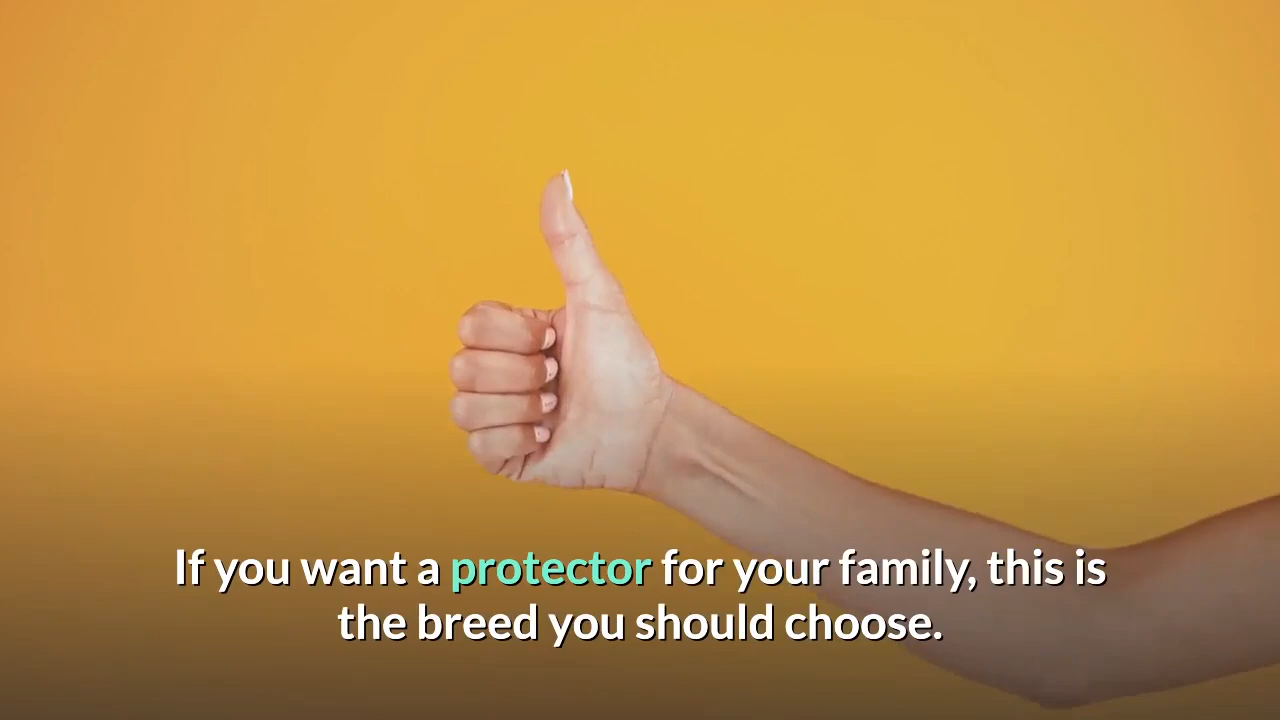 If you want a protector for your family, this is
the breed you should choose.